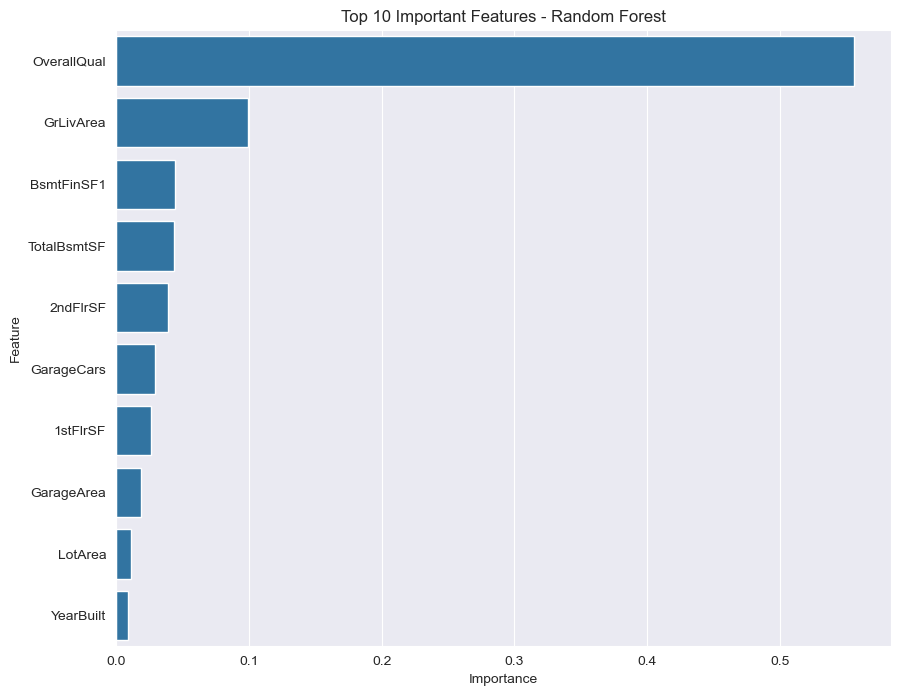 Top 10 Important Features - Random Forest
OverallQual
GrLivArea
BsmtFinSF1
TotalBsmtSF
2ndFlrSF
GarageCars
1stFlrSF
GarageArea
LotArea
YearBuilt
Feature
0.0 0.1 0.2 0.3 0.4 0.5
Importance